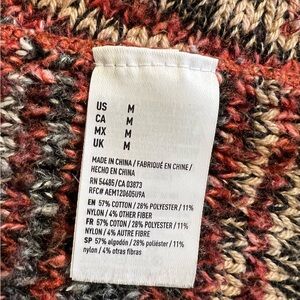 US M
CA M
MX M
UK M
MADE IN CHINA / FABRIQUÉ EN CHINE /
HECHO EN CHINA
RN 54485/CA 03873
RFC# AEM120605U9A
EN 57% COTTON / 28% POLYESTER / 11%
NYLON / 4% OTHER FIBER
FR 57% COTON / 28% POLYESTER / 11%
NYLON / 4% AUTRE FIBRE
SP 57% algodón / 28% poliéster / 11%
nylon / 4% otras fibras